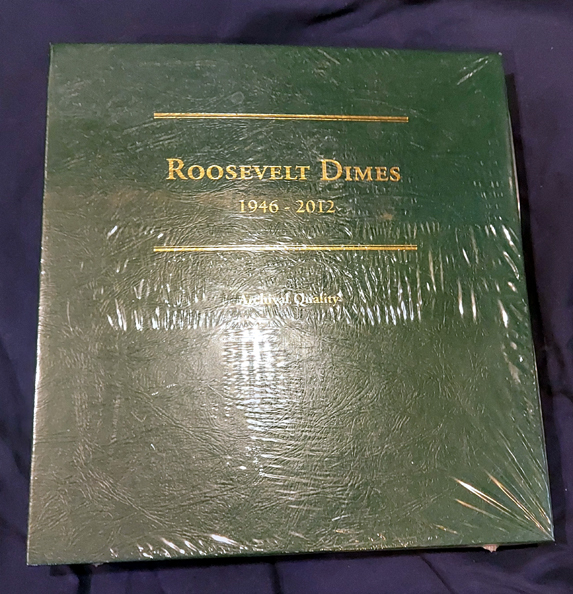 ROOSEVELT DIMES
1946 - 2012
Archival Quality